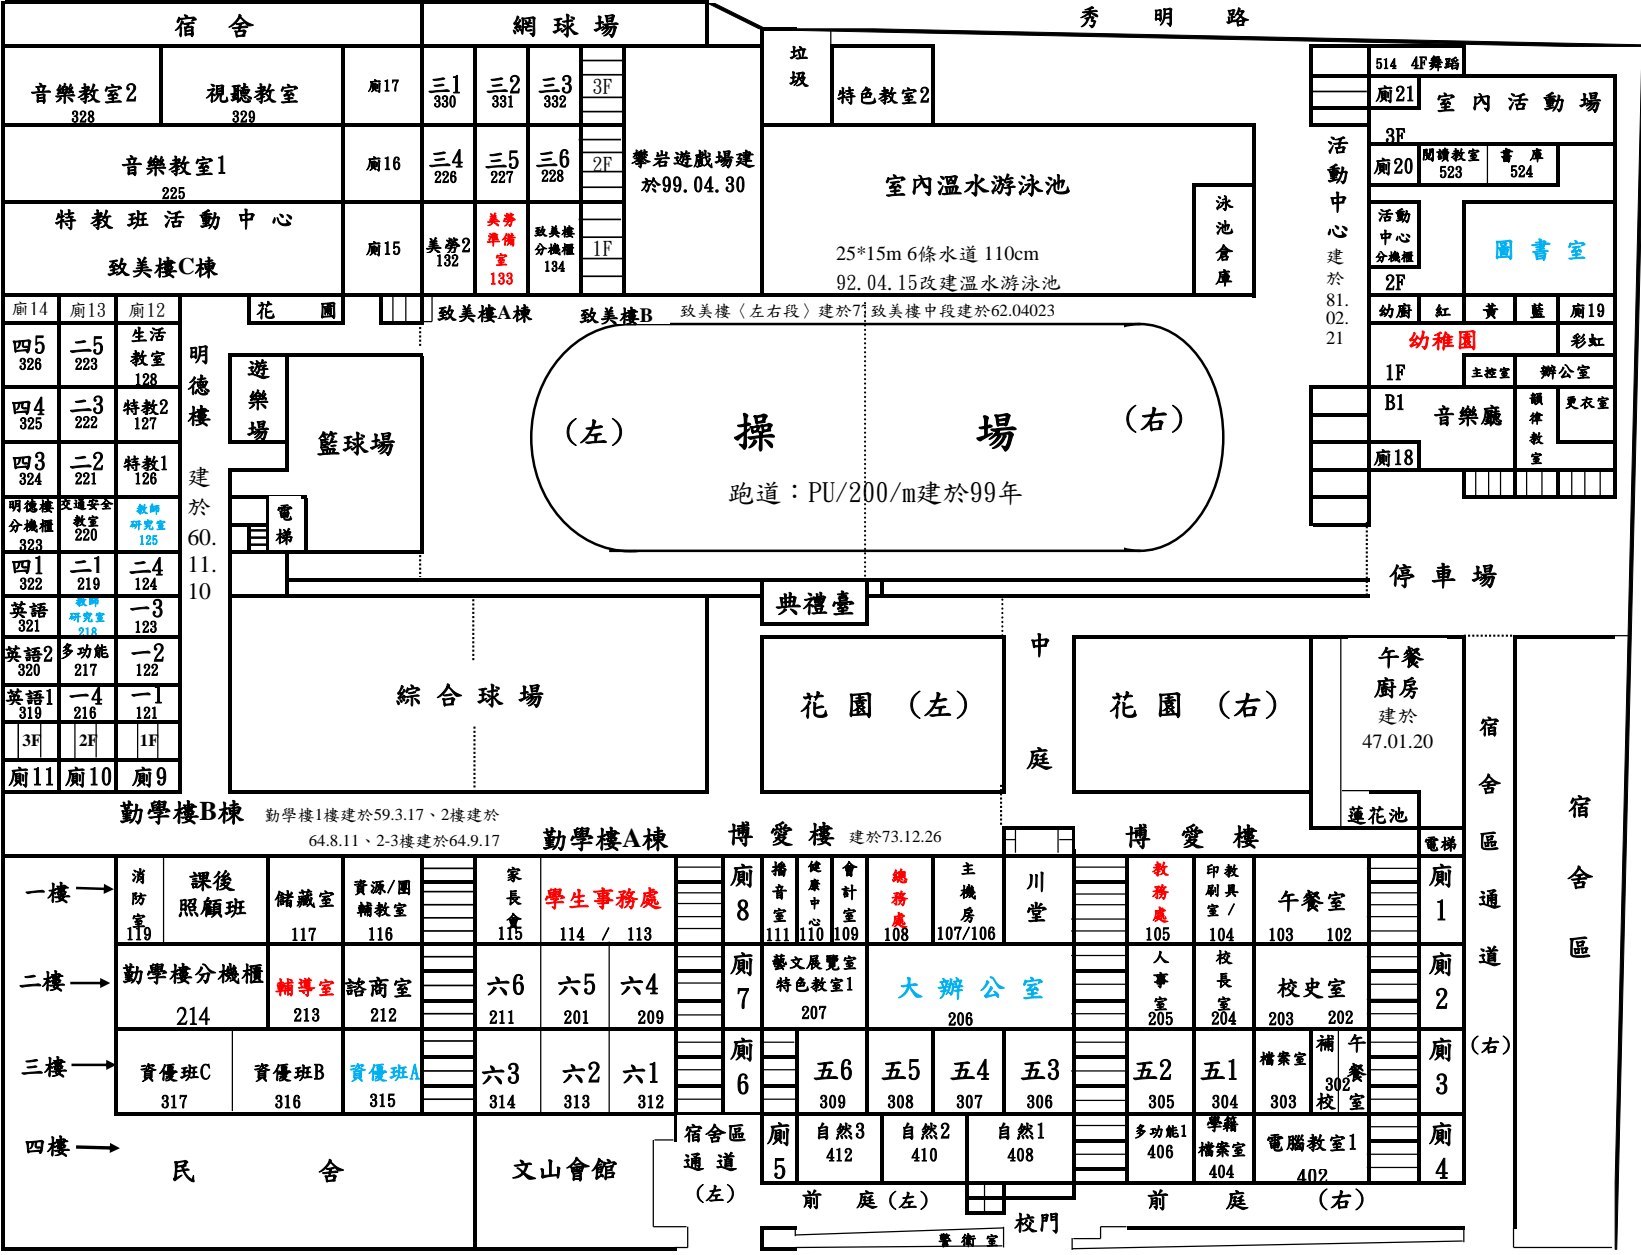 秀 明 路
宿 舍
網 球 場
垃圾
特色教室2
音樂教室2
328
視聽教室
329
廁17
三1
330
三2
331
三3
332
3F
音樂教室1
225
廁16
三4
226
三5
227
三6
228
2F
攀岩遊戲場建
於99.04.30
特 教 班 活 動 中 心
致美樓C棟
廁15
美勞2
132
美勞
準備
室
133
致美樓
分機櫃
134
1F
室內溫水游泳池
25*15m 6條水道 110cm
92.04.15改建溫水游泳池
泳池倉庫
活動中心
建於
81.
02.
21
514 4F舞蹈
廁21
室 內 活 動 場
3F
廁20
閱讀教室
523
書 庫
524
活動
中心
分機櫃
2F
圖 書 室
幼廚
紅
黃
藍
廁19
幼稚園
彩虹
1F
主控室
辦公室
B1
音樂廳
韻律教室
更衣室
廁18
廁14
廁13
廁12
花 圃
致美樓A棟
致美樓B
致美樓〈左右段〉建於7
致美樓中段建於62.04023
四5
326
二5
223
生活
教室
128
四4
325
二3
222
特教2
127
四3
324
二2
221
特教1
126
明德樓
分機櫃
323
交通安全
教室
220
教師
研究室
125
四1
322
二1
219
二4
124
英語
321
教師
研究室
218
一3
123
英語2
320
多功能
217
一2
122
英語1
319
一4
216
一1
121
3F
2F
1F
廁11
廁10
廁9
明德樓
建於
60.
11.
10
遊樂場
籃球場
電梯
(左)
操 場
(右)
跑道：PU/200/m建於99年
典禮臺
停 車 場
綜 合 球 場
花 園 (左)
中庭
花 園 (右)
午餐
廚房
建於
47.01.20
蓮花池
宿舍區通道
(右)
宿舍區
勤學樓B棟
勤學樓1樓建於59.3.17、2樓建於
64.8.11、2-3樓建於64.9.17
勤學樓A棟
博 愛 樓
建於73.12.26
博 愛 樓
電梯
一樓
消防室
119
課後
照顧班
儲藏室
117
資源/團
輔教室
116
家長會
115
學生事務處
114 / 113
廁
8
播音室
111
健康中心
110
會計室
109
總務處
108
主機房
107/106
川堂
教務處
105
印刷室/教具
104
午餐室
103 102
廁
1
二樓
勤學樓分機櫃
214
輔導室
213
諮商室
212
六6
211
六5
201
六4
209
廁
7
藝文展覽室
特色教室1
207
大 辦 公 室
206
人事室
205
校長室
204
校史室
203 202
廁
2
三樓
資優班C
317
資優班B
316
資優班A
315
六3
314
六2
313
六1
312
廁
6
五6
309
五5
308
五4
307
五3
306
五2
305
五1
304
檔案室
303
補校
302
午餐室
廁
3
四樓
民 舍
文山會館
宿舍區
通 道
(左)
廁
5
自然3
412
自然2
410
自然1
408
多功能1
406
學籍
檔案室
404
電腦教室1
402
廁
4
前 庭(左)
校門
前 庭 (右)
警 衛 室